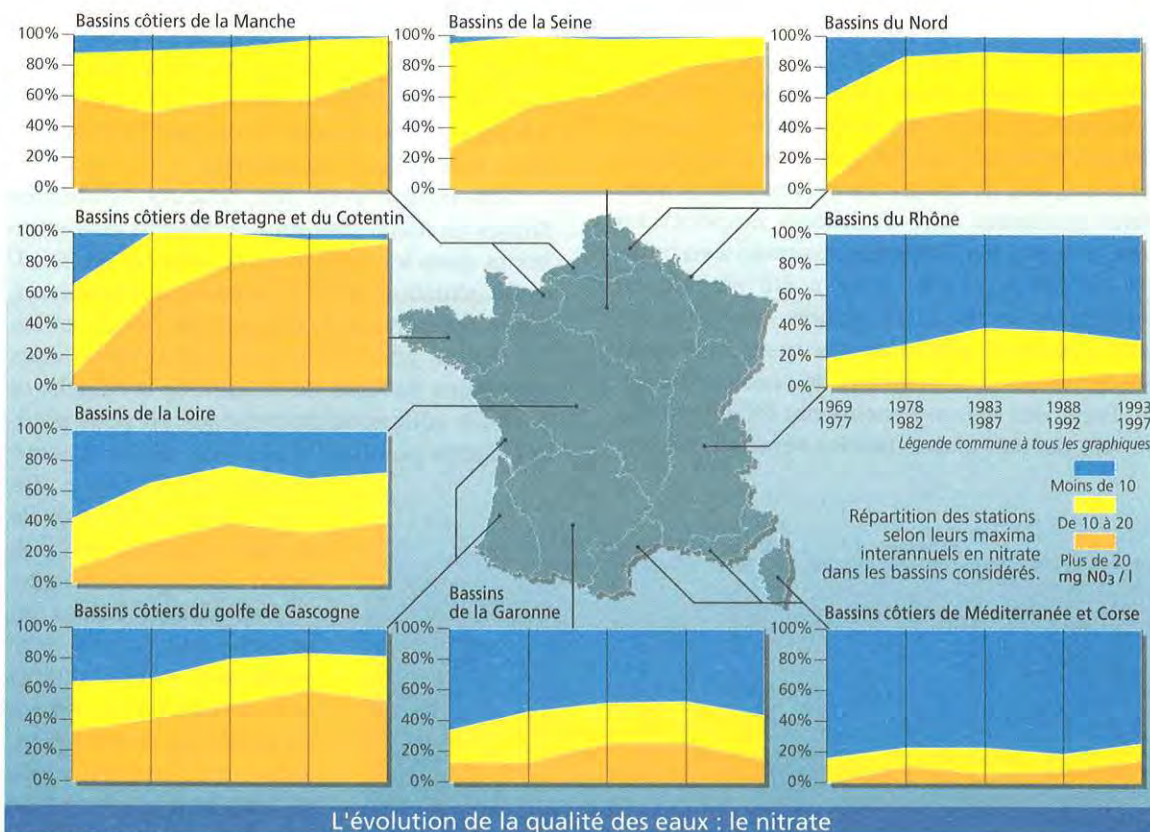 Bassins côtiers de la Manche
100%
80%
60%
40%
20%
0%
Bassins de la Seine
100%
80%
60%
40%
20%
0%
Bassins du Nord
100%
80%
60%
40%
20%
0%
Bassins côtiers de Bretagne et du Cotentin
100%
80%
60%
40%
20%
0%
Bassins du Rhône
100%
80%
60%
40%
20%
0%
1969 1978 1983 1988 1993
1977 1982 1987 1992 1997
Légende commune à tous les graphiques
Moins de 10
De 10 à 20
Plus de 20
mg N0₃ / l
Répartition des stations
selon leurs maxima
interannuels en nitrate
dans les bassins considérés.
Bassins de la Loire
100%
80%
60%
40%
20%
0%
Bassins côtiers du golfe de Gascogne
100%
80%
60%
40%
20%
0%
Bassins
de la Garonne
100%
80%
60%
40%
20%
0%
Bassins côtiers de Méditerranée et Corse
100%
80%
60%
40%
20%
0%
L'évolution de la qualité des eaux : le nitrate